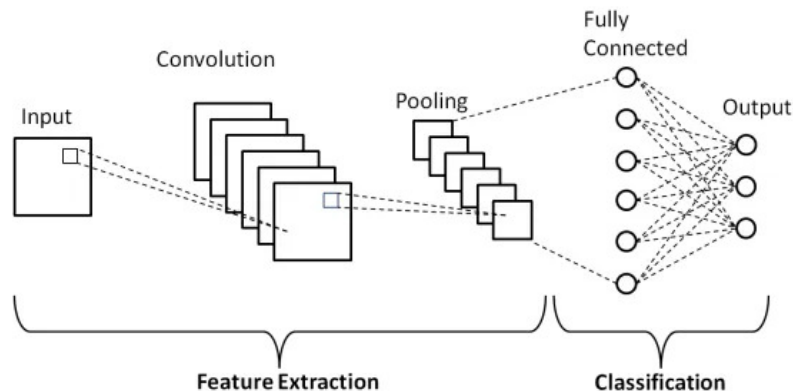 Input
Convolution
Pooling
Fully
Connected
Output
Feature Extraction
Classification